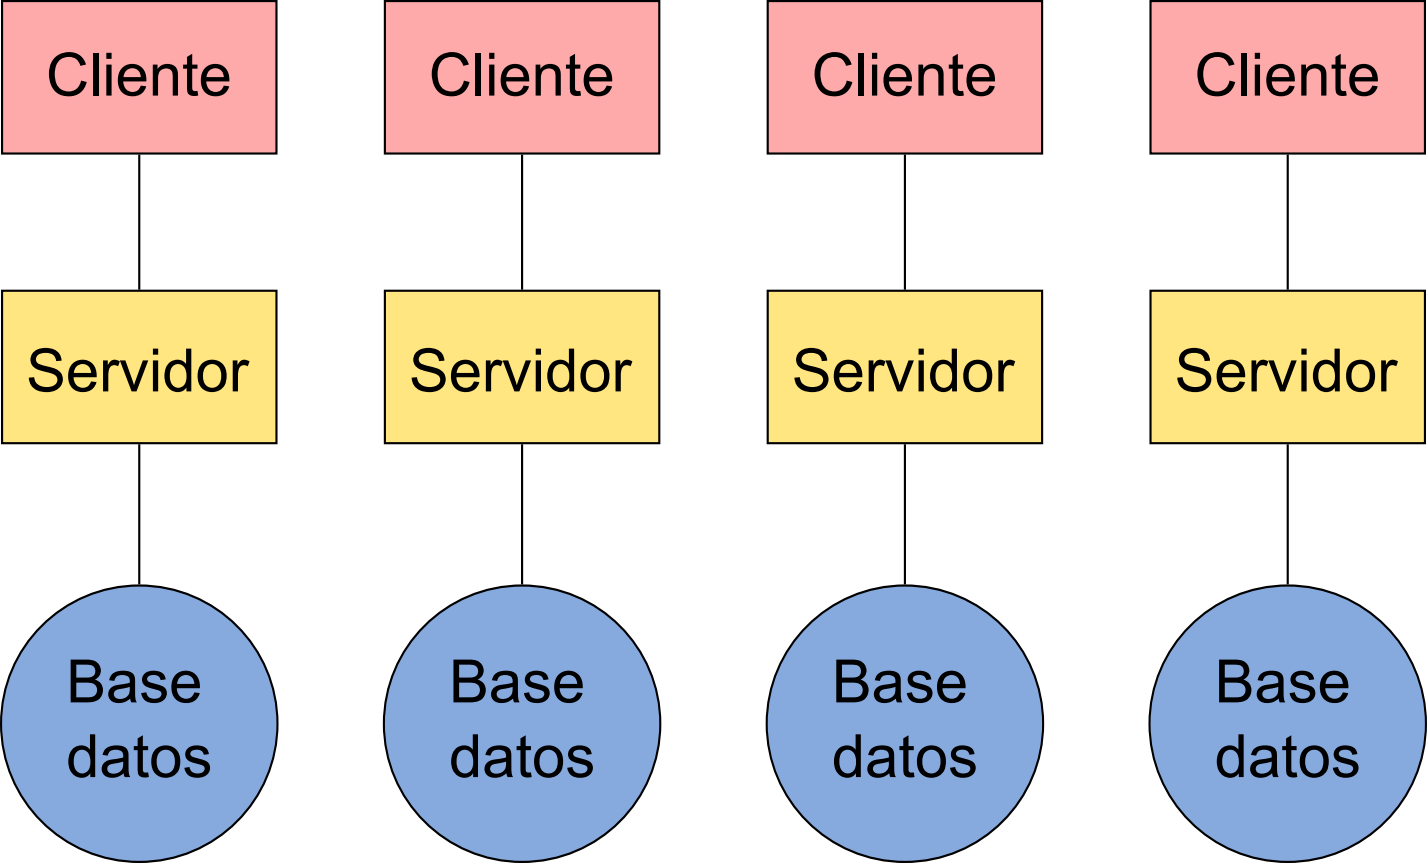 Cliente
Cliente
Cliente
Cliente
Servidor
Servidor
Servidor
Servidor
Base
datos
Base
datos
Base
datos
Base
datos